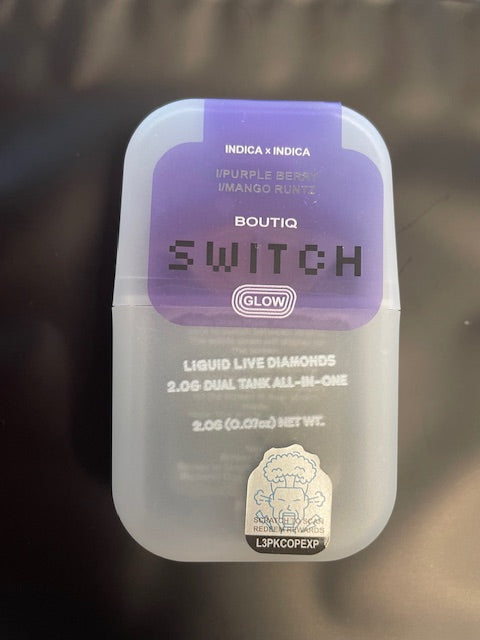 INDICA x INDICA
I/PURPLE BERRY
I/MANGO RUNTZ
BOUTIQ
SWITCH
GLOW
LIQUID LIVE DIAMONDS
2.0G DUAL TANK ALL-IN-ONE
2.0G (0.07oz) NET WT.
SCRATCH TO SCAN
REDEEM REWARDS
L3PKCOPEXP